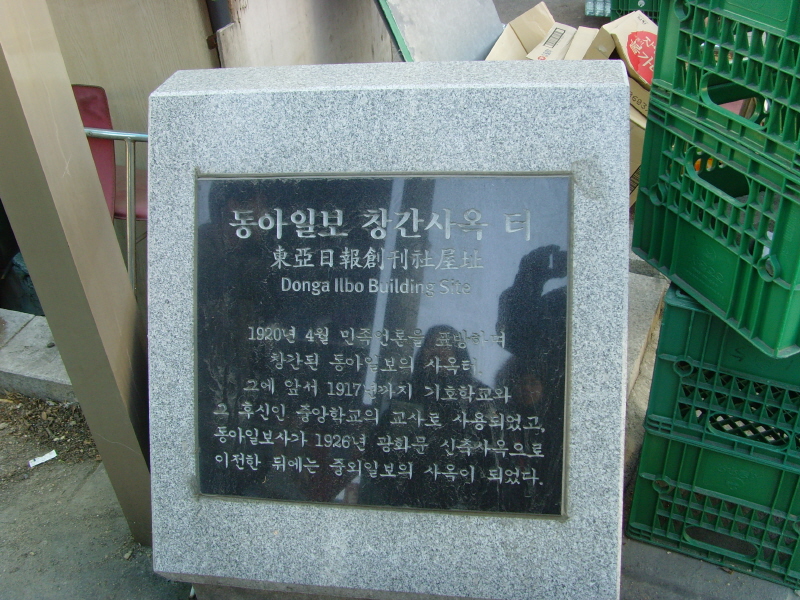 동아일보 창간사옥 터
東亞日報創刊社屋址
Donga Ilbo Building Site
1920년 4월 민족언론을 표방하며
창간된 동아일보의 사옥터.
그에 앞서 1917년까지 기호학교와
그 후신인 중앙학교의 교사로 사용되었고,
동아일보사가 1926년 광화문 신축사옥으로
이전한 뒤에는 중외일보의 사옥이 되었다.